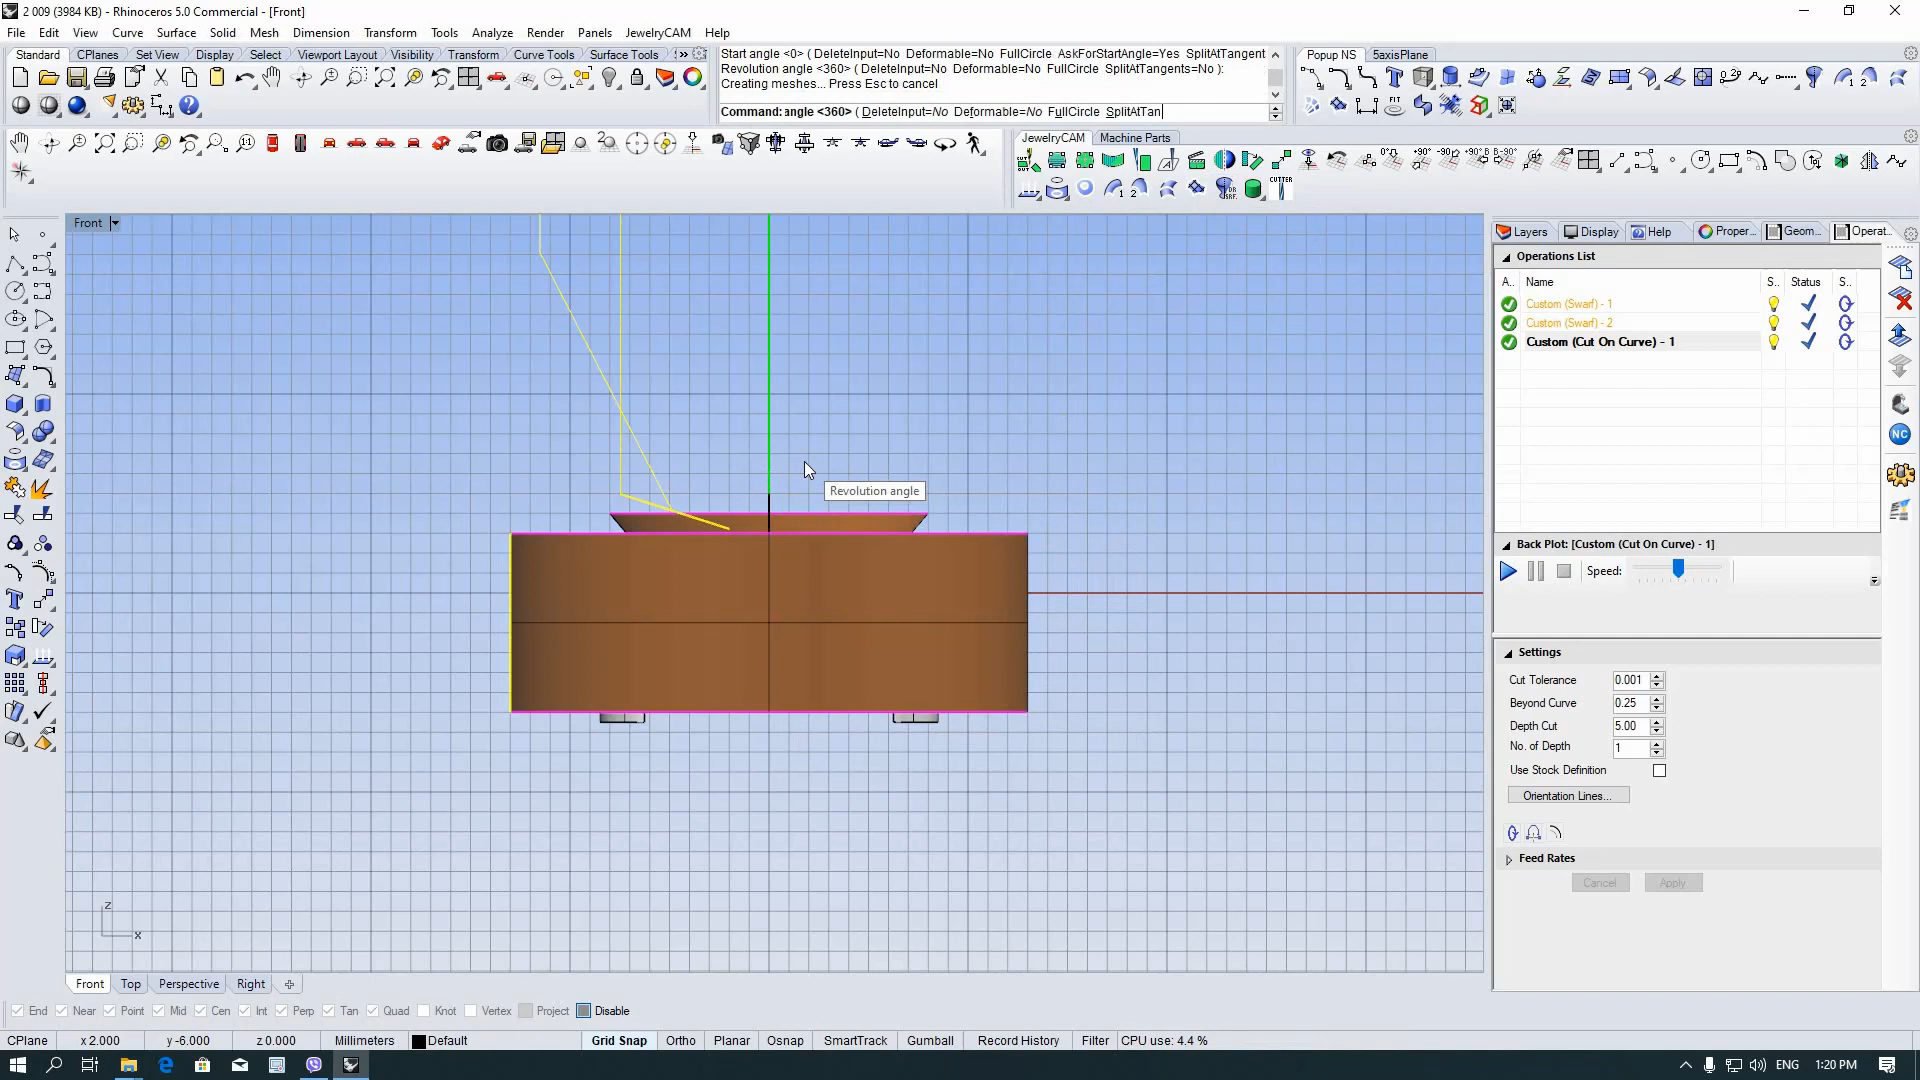 2 009 (3984 KB) - Rhinoceros 5.0 Commercial - [Front]
File Edit View Curve Surface Solid Mesh Dimension Transform Tools Analyze Render Panels JewelryCAM Help
Standard CPlanes Set View Display Select Viewport Layout Visibility Transform Curve Tools Surface Tools
Start angle <0> ( DeleteInput=No Deformable=No FullCircle AskForStartAngle=Yes SplitAtTangent
Revolution angle <360> ( DeleteInput=No Deformable=No FullCircle SplitAtTangents=No ):
Creating meshes... Press Esc to cancel
Command: angle <360> ( DeleteInput=No Deformable=No FullCircle SplitAtTan
Popup NS 5axisPlane
JewelryCAM Machine Parts
Front
Revolution angle
z
x
Layers Display Help Proper... Geom... Operat...
Operations List
A.. Name S.. Status S..
Custom (Swarf) - 1
Custom (Swarf) - 2
Custom (Cut On Curve) - 1
Back Plot: [Custom (Cut On Curve) - 1]
Speed:
Settings
Cut Tolerance 0.001
Beyond Curve 0.25
Depth Cut 5.00
No. of Depth 1
Use Stock Definition
Orientation Lines...
Feed Rates
Cancel Apply
NC
Front Top Perspective Right
End Near Point Mid Cen Int Perp Tan Quad Knot Vertex Project Disable
CPlane x 2.000 y -6.000 z 0.000 Millimeters Default Grid Snap Ortho Planar Osnap SmartTrack Gumball Record History Filter CPU use: 4.4 %
ENG 1:20 PM